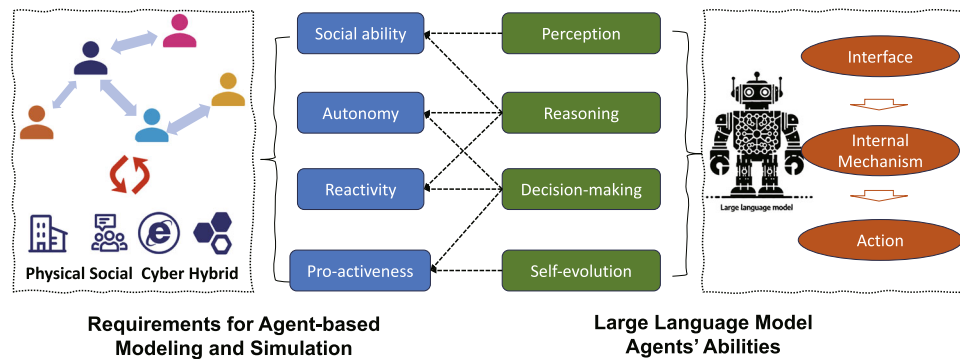 Social ability
Perception
Interface
Autonomy
Reasoning
Internal
Mechanism
Reactivity
Decision-making
Large language model
Action
Physical Social Cyber Hybrid
Pro-activeness
Self-evolution
Requirements for Agent-based
Modeling and Simulation
Large Language Model
Agents' Abilities